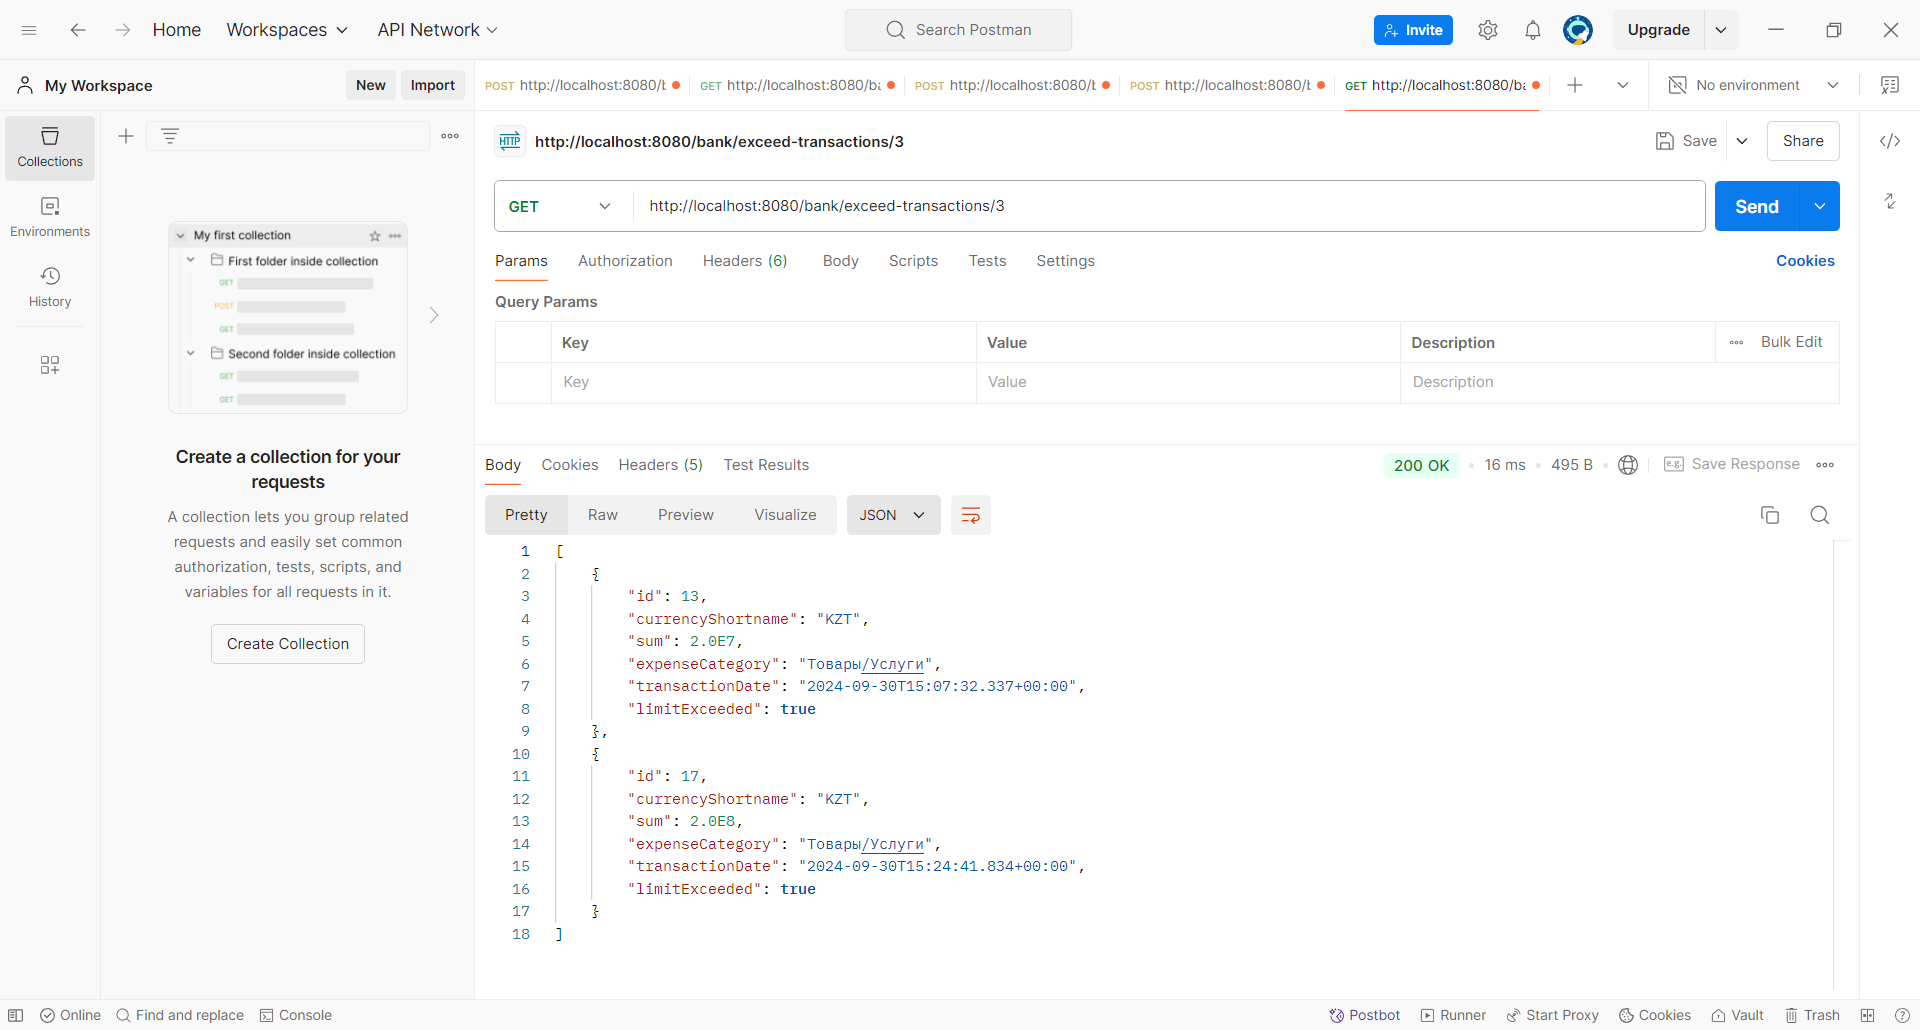 Home Workspaces API Network Search Postman Invite Upgrade
My Workspace New Import
POST http://localhost:8080/b GET http://localhost:8080/ba POST http://localhost:8080/b POST http://localhost:8080/b GET http://localhost:8080/ba No environment
Collections
Environments
History
My first collection
First folder inside collection
GET
POST
GET
Second folder inside collection
GET
GET
Create a collection for your
requests
A collection lets you group related
requests and easily set common
authorization, tests, scripts, and
variables for all requests in it.
Create Collection
HTTP http://localhost:8080/bank/exceed-transactions/3 Save Share
GET http://localhost:8080/bank/exceed-transactions/3 Send
Params Authorization Headers (6) Body Scripts Tests Settings Cookies
Query Params
Key Value Description Bulk Edit
Key Value Description
Body Cookies Headers (5) Test Results 200 OK 16 ms 495 B e.g. Save Response
Pretty Raw Preview Visualize JSON
1 [
2 {
3 "id": 13,
4 "currencyShortname": "KZT",
5 "sum": 2.0E7,
6 "expenseCategory": "Товары/Услуги",
7 "transactionDate": "2024-09-30T15:07:32.337+00:00",
8 "limitExceeded": true
9 },
10 {
11 "id": 17,
12 "currencyShortname": "KZT",
13 "sum": 2.0E8,
14 "expenseCategory": "Товары/Услуги",
15 "transactionDate": "2024-09-30T15:24:41.834+00:00",
16 "limitExceeded": true
17 }
18 ]
Online Find and replace Console Postbot Runner Start Proxy Cookies Vault Trash